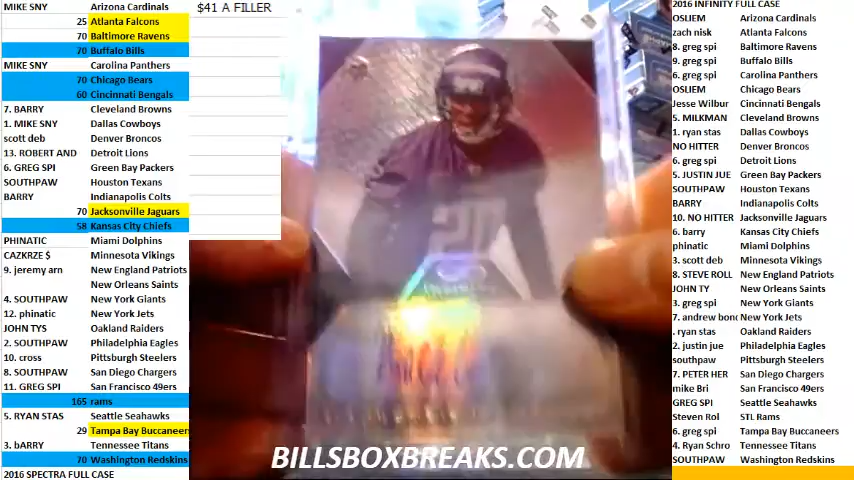 MIKE SNY Arizona Cardinals
25 Atlanta Falcons
70 Baltimore Ravens
70 Buffalo Bills
MIKE SNY Carolina Panthers
70 Chicago Bears
60 Cincinnati Bengals
7. BARRY Cleveland Browns
1. MIKE SNY Dallas Cowboys
scott deb Denver Broncos
13. ROBERT AND Detroit Lions
6. GREG SPI Green Bay Packers
SOUTHPAW Houston Texans
BARRY Indianapolis Colts
70 Jacksonville Jaguars
58 Kansas City Chiefs
PHINATIC Miami Dolphins
CAZKRZE $ Minnesota Vikings
9. jeremy arn New England Patriots
New Orleans Saints
4. SOUTHPAW New York Giants
12. phinatic New York Jets
JOHN TYS Oakland Raiders
2. SOUTHPAW Philadelphia Eagles
10. cross Pittsburgh Steelers
8. SOUTHPAW San Diego Chargers
11. GREG SPI San Francisco 49ers
165 rams
5. RYAN STAS Seattle Seahawks
29 Tampa Bay Buccaneers
3. bARRY Tennessee Titans
70 Washington Redskins
2016 SPECTRA FULL CASE
$41 A FILLER
20
BILLSBOXBREAKS.COM
2016 INFINITY FULL CASE
OSLIEM Arizona Cardinals
zach nisk Atlanta Falcons
8. greg spi Baltimore Ravens
9. greg spi Buffalo Bills
6. greg spi Carolina Panthers
OSLIEM Chicago Bears
Jesse Wilbur Cincinnati Bengals
5. MILKMAN Cleveland Browns
1. ryan stas Dallas Cowboys
NO HITTER Denver Broncos
6. greg spi Detroit Lions
5. JUSTIN JUE Green Bay Packers
SOUTHPAW Houston Texans
BARRY Indianapolis Colts
10. NO HITTER Jacksonville Jaguars
6. barry Kansas City Chiefs
phinatic Miami Dolphins
3. scott deb Minnesota Vikings
8. STEVE ROLL New England Patriots
JOHN TY New Orleans Saints
3. greg spi New York Giants
7. andrew bond New York Jets
. ryan stas Oakland Raiders
2. justin jue Philadelphia Eagles
southpaw Pittsburgh Steelers
7. PETER HER San Diego Chargers
mike Bri San Francisco 49ers
GREG SPI Seattle Seahawks
Steven Rol STL Rams
6. greg spi Tampa Bay Buccaneers
4. Ryan Schro Tennessee Titans
SOUTHPAW Washington Redskins